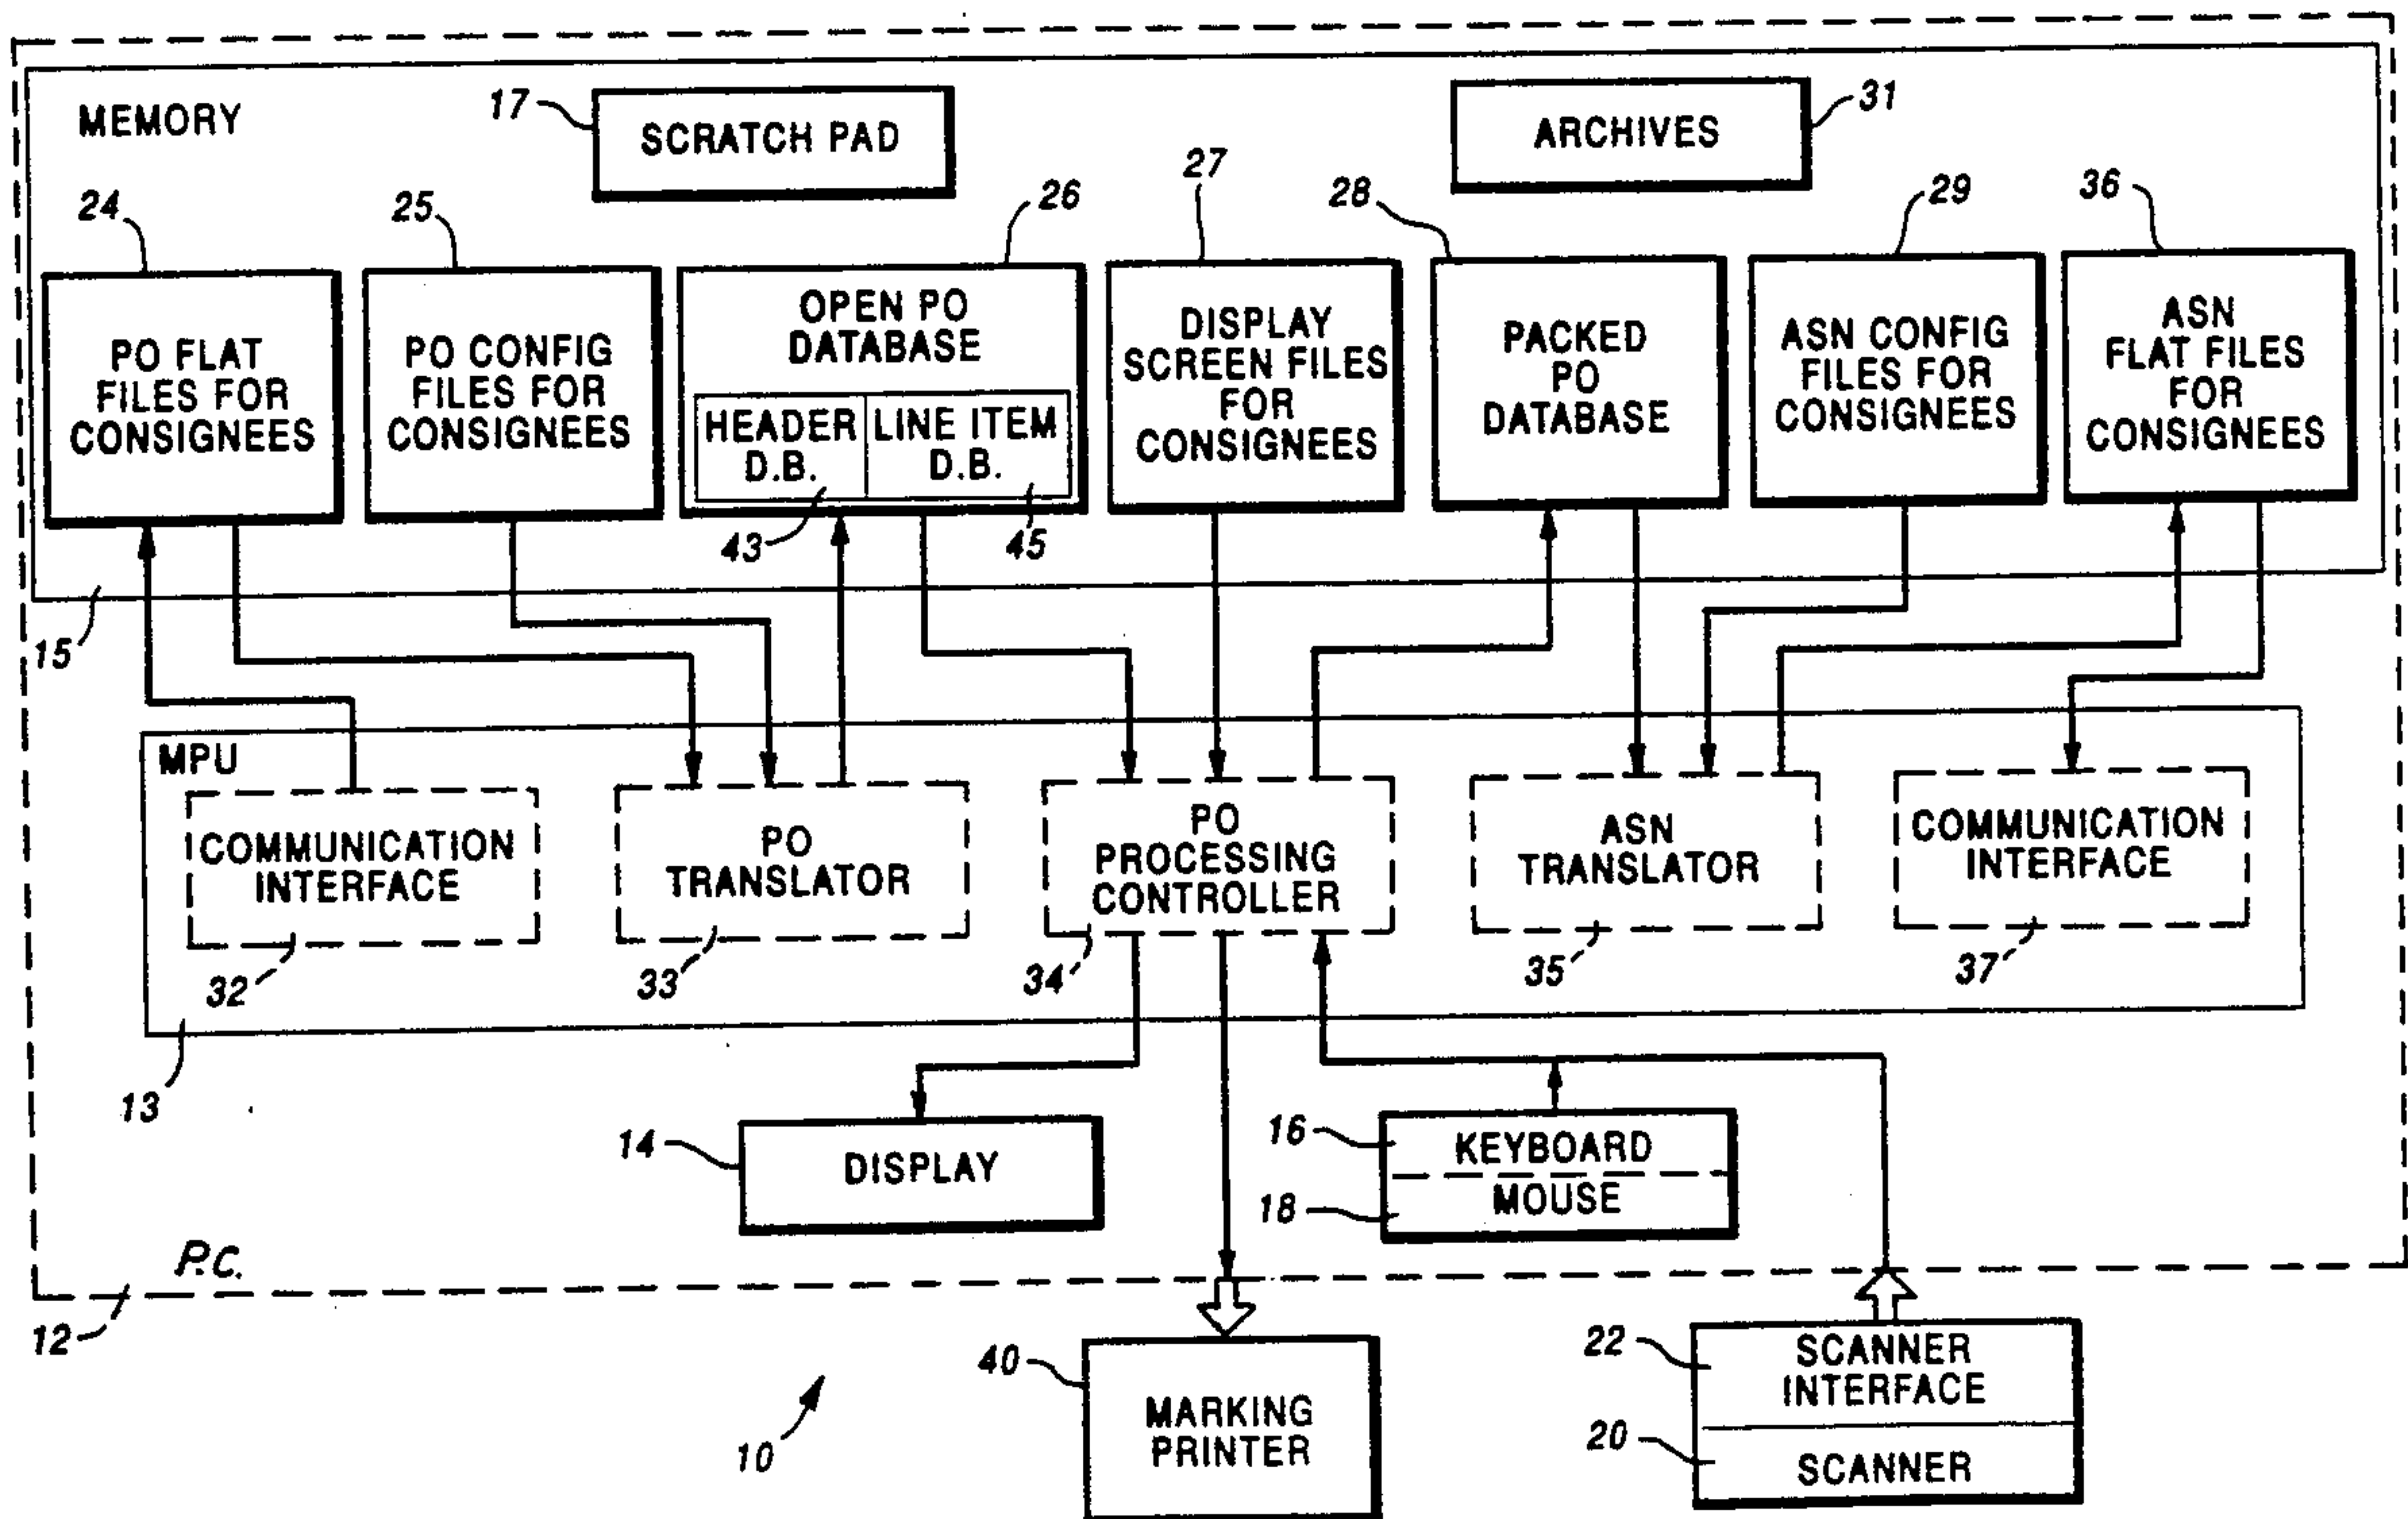 MEMORY
17
SCRATCH PAD
ARCHIVES
31
24
25
26
27
28
29
36
PO FLAT
FILES FOR
CONSIGNEES
PO CONFIG
FILES FOR
CONSIGNEES
OPEN PO
DATABASE
HEADER
D.B.
LINE ITEM
D.B.
43
45
DISPLAY
SCREEN FILES
FOR
CONSIGNEES
PACKED
PO
DATABASE
ASN CONFIG
FILES FOR
CONSIGNEES
ASN
FLAT FILES
FOR
CONSIGNEES
15
MPU
COMMUNICATION
INTERFACE
32
PO
TRANSLATOR
33
PO
PROCESSING
CONTROLLER
34
ASN
TRANSLATOR
35
COMMUNICATION
INTERFACE
37
13
14
DISPLAY
16
KEYBOARD
18
MOUSE
P.C.
12
10
40
MARKING
PRINTER
22
SCANNER
INTERFACE
20
SCANNER